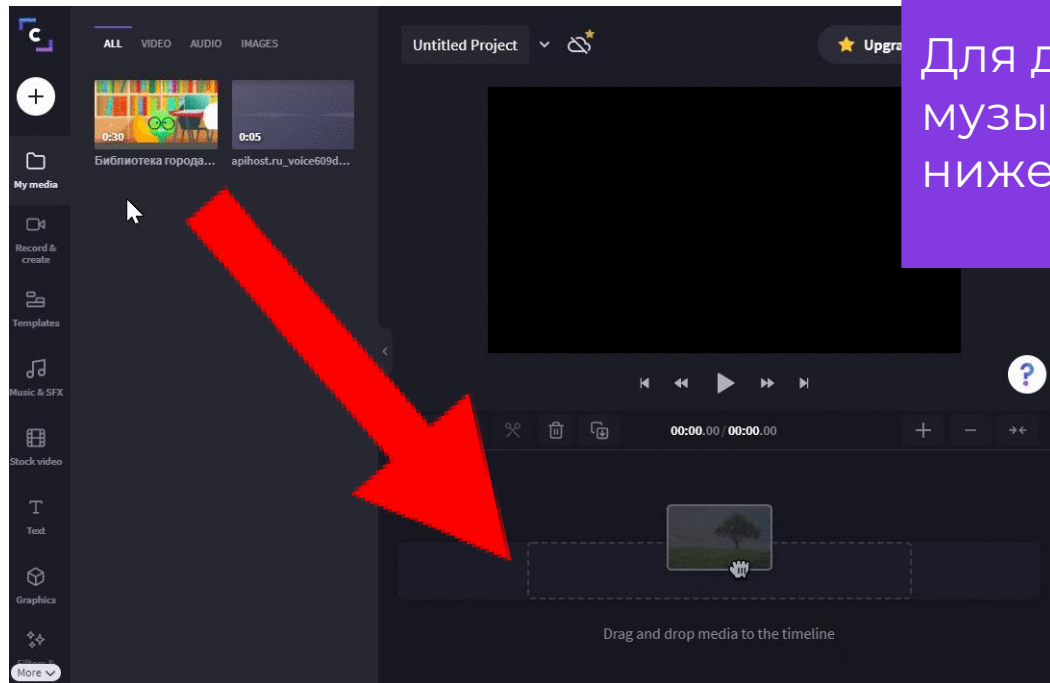 C
ALL VIDEO AUDIO IMAGES
Untitled Project
Для
музы
ниже
0:30
0:05
Библиотека города...
apihost.ru_voice609d...
My media
Record &
create
Templates
Music & SFX
?
Stock video
00:00.00 / 00:00.00
T
Text
Graphics
More
Drag and drop media to the timeline